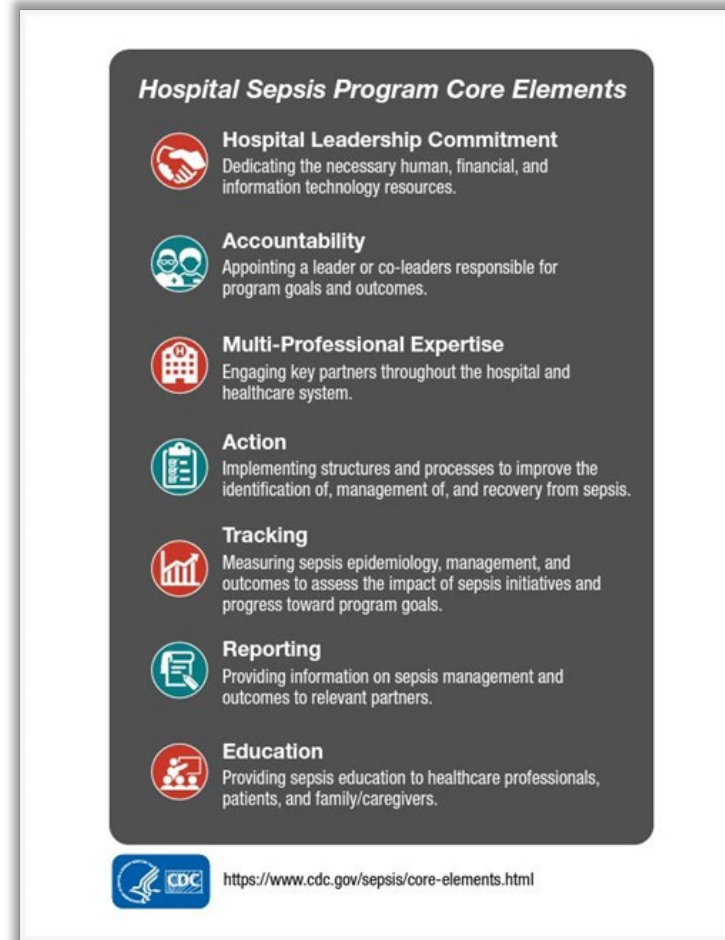 Hospital Sepsis Program Core Elements
Hospital Leadership Commitment
Dedicating the necessary human, financial, and
information technology resources.
Accountability
Appointing a leader or co-leaders responsible for
program goals and outcomes.
Multi-Professional Expertise
H
Engaging key partners throughout the hospital and
healthcare system.
Action
Implementing structures and processes to improve the
identification of, management of, and recovery from sepsis.
Tracking
Measuring sepsis epidemiology, management, and
outcomes to assess the impact of sepsis initiatives and
progress toward program goals.
Reporting
Providing information on sepsis management and
outcomes to relevant partners.
Education
Providing sepsis education to healthcare professionals,
patients, and family/caregivers.
CDC
https://www.cdc.gov/sepsis/core-elements.html